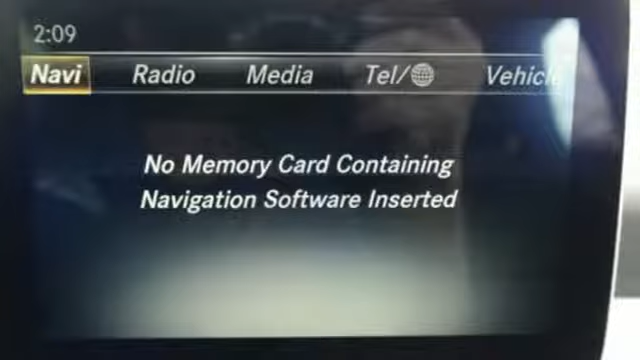 2:09
Navi Radio Media Tel/ Vehicle
No Memory Card Containing
Navigation Software Inserted